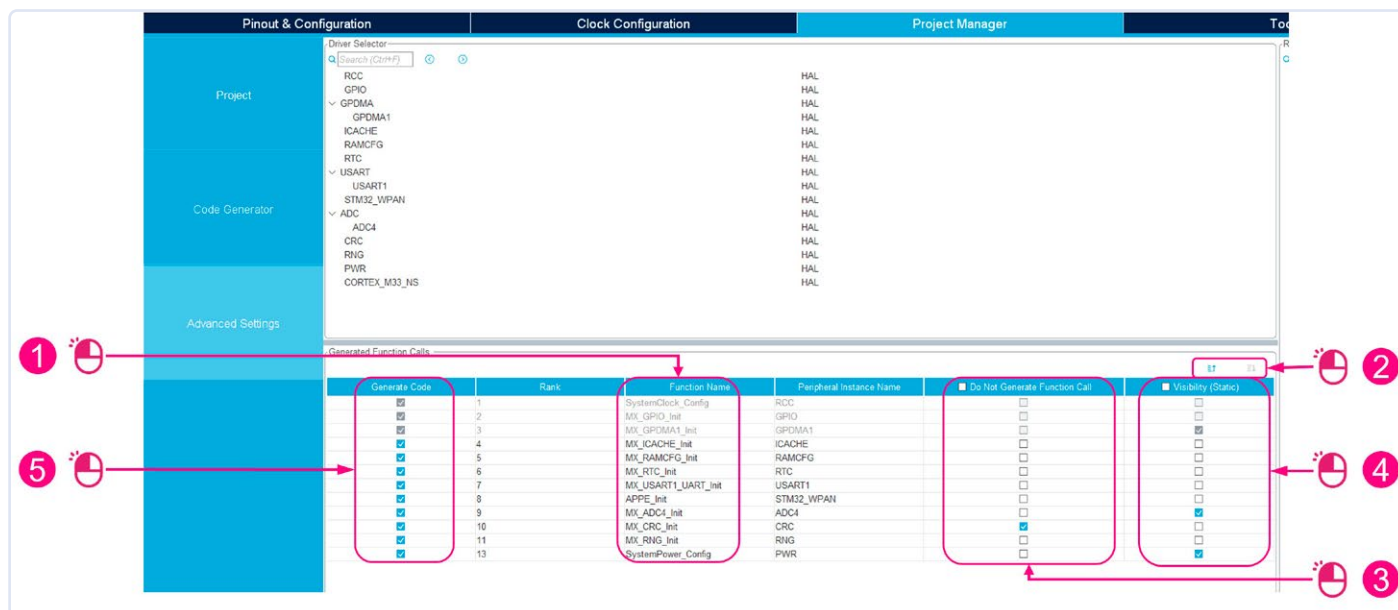 Pinout & Configuration Clock Configuration Project Manager
Driver Selector
Search (Ctrl+F)
RCC HAL
GPIO HAL
Project
GPDMA HAL
GPDMA1 HAL
ICACHE HAL
RAMCFG HAL
RTC HAL
USART HAL
USART1 HAL
STM32_WPAN HAL
Code Generator
ADC HAL
ADC4 HAL
CRC HAL
RNG HAL
PWR HAL
CORTEX_M33_NS HAL
Advanced Settings
1
Generated Function Calls
2
Generate Code Rank Function Name Peripheral Instance Name Do Not Generate Function Call Visibility (Static)
1 SystemClock_Config RCC
2 MX_GPIO_Init GPIO
3 MX_GPDMA1_Init GPDMA1
4 MX_ICACHE_Init ICACHE
5 MX_RAMCFG_Init RAMCFG
5
4
6 MX_RTC_Init RTC
7 MX_USART1_UART_Init USART1
8 APPE_Init STM32_WPAN
9 MX_ADC4_Init ADC4
10 MX_CRC_Init CRC
11 MX_RNG_Init RNG
13 SystemPower_Config PWR
3